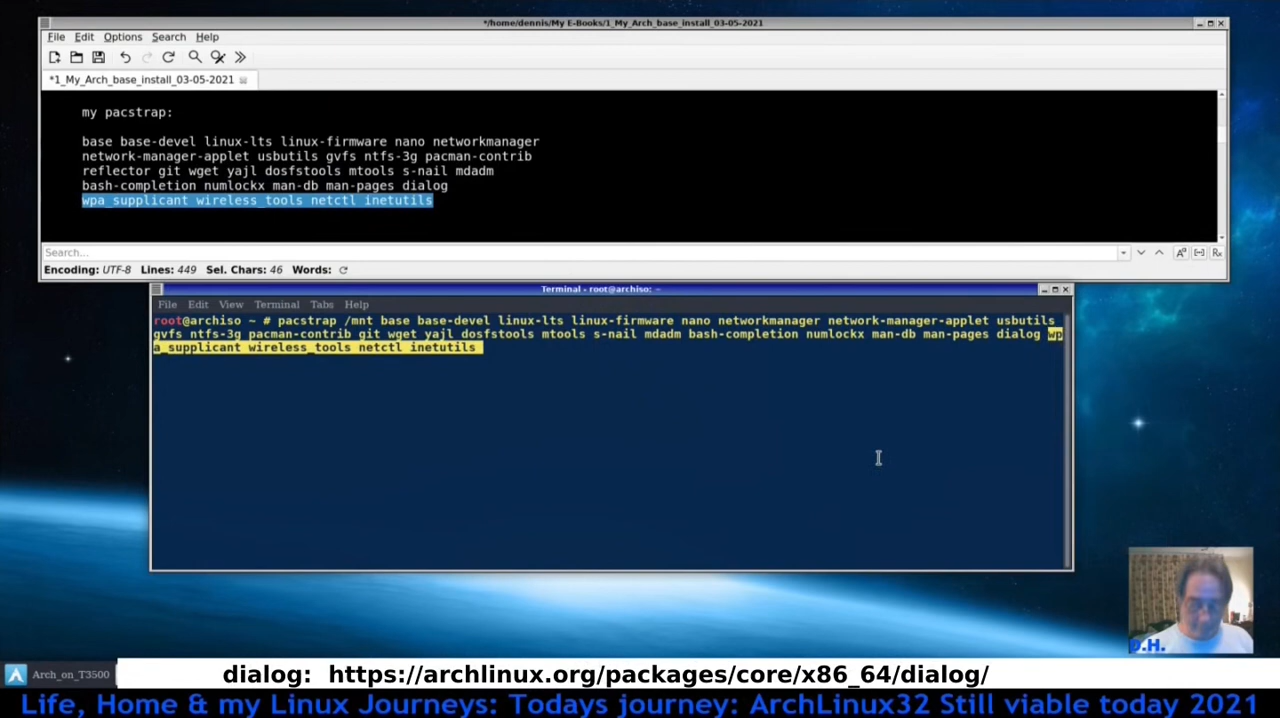 */home/dennis/My E-Books/1_My_Arch_base_install_03-05-2021
File Edit Options Search Help
*1_My_Arch_base_install_03-05-2021
my pacstrap:
base base-devel linux-lts linux-firmware nano networkmanager
network-manager-applet usbutils gvfs ntfs-3g pacman-contrib
reflector git wget yajl dosfstools mtools s-nail mdadm
bash-completion numlockx man-db man-pages dialog
wpa_supplicant wireless_tools netctl inetutils
Search...
Encoding: UTF-8 Lines: 449 Sel. Chars: 46 Words:
Terminal - root@archiso: ~
File Edit View Terminal Tabs Help
root@archiso ~ # pacstrap /mnt base base-devel linux-lts linux-firmware nano networkmanager network-manager-applet usbutils
gvfs ntfs-3g pacman-contrib git wget yajl dosfstools mtools s-nail mdadm bash-completion numlockx man-db man-pages dialog wp
a_supplicant wireless_tools netctl inetutils
D.H.
Arch_on_T3500
dialog: https://archlinux.org/packages/core/x86_64/dialog/
Life, Home & my Linux Journeys: Todays journey: ArchLinux32 Still viable today 2021